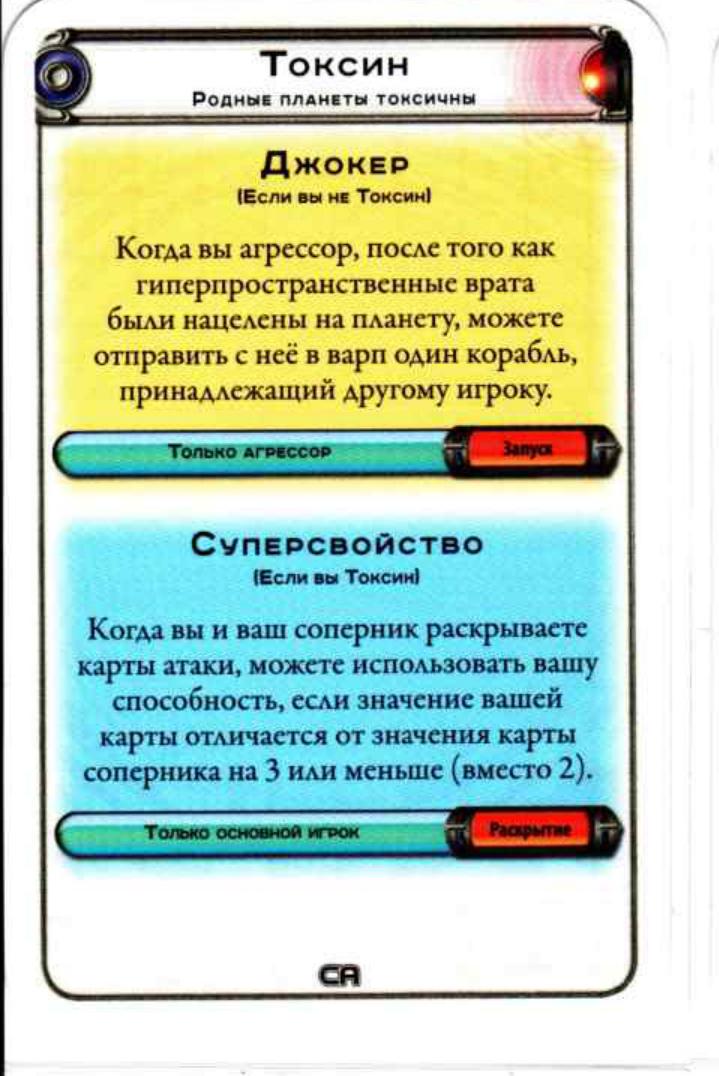 Токсин
Родные планеты токсичны
Джокер
(Если вы не Токсин)
Когда вы агрессор, после того как
гиперпространственные врата
были нацелены на планету, можете
отправить с неё в варп один корабль,
принадлежащий другому игроку.
Только агрессор
Запуск
Суперсвойство
(Если вы Токсин)
Когда вы и ваш соперник раскрываете
карты атаки, можете использовать вашу
способность, если значение вашей
карты отличается от значения карты
соперника на 3 или меньше (вместо 2).
Только основной игрок
Раскрытие
CA